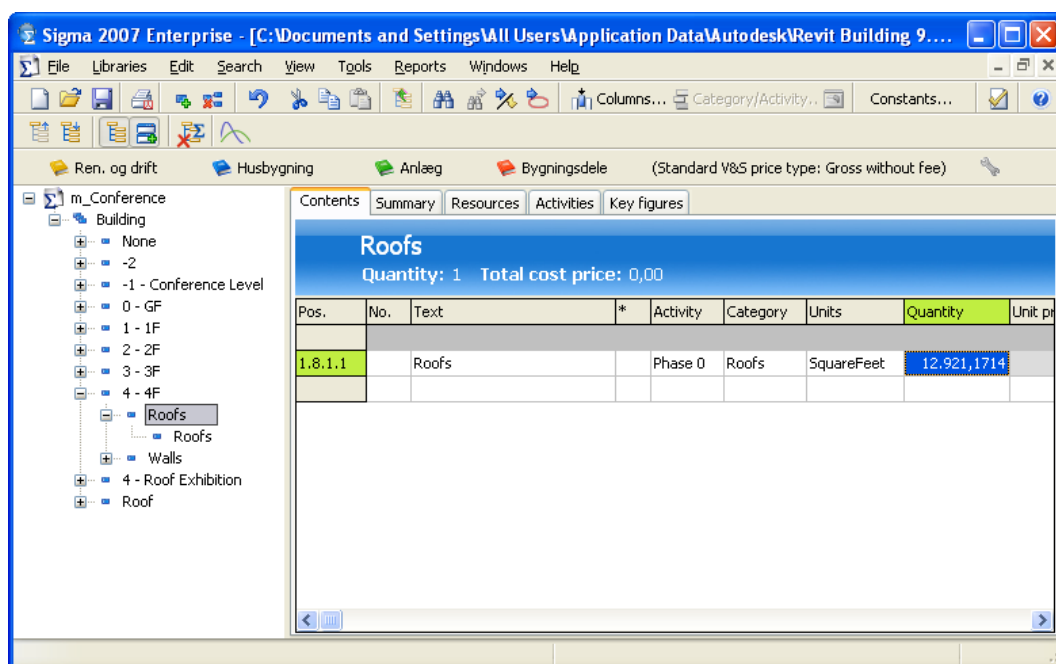 Sigma 2007 Enterprise - [C:\Documents and Settings\All Users\Application Data\Autodesk\Revit Building 9....
File Libraries Edit Search View Tools Reports Windows Help
Columns... Category/Activity.. Constants...
Ren. og drift Husbygning Anlæg Bygningsdele (Standard V&S price type: Gross without fee)
m_Conference
Building
None
-2
-1 - Conference Level
0 - GF
1 - 1F
2 - 2F
3 - 3F
4 - 4F
Roofs
Roofs
Walls
4 - Roof Exhibition
Roof
Contents Summary Resources Activities Key figures
Roofs
Quantity: 1 Total cost price: 0,00
Pos. No. Text * Activity Category Units Quantity Unit pr
1.8.1.1 Roofs Phase 0 Roofs SquareFeet 12.921,1714